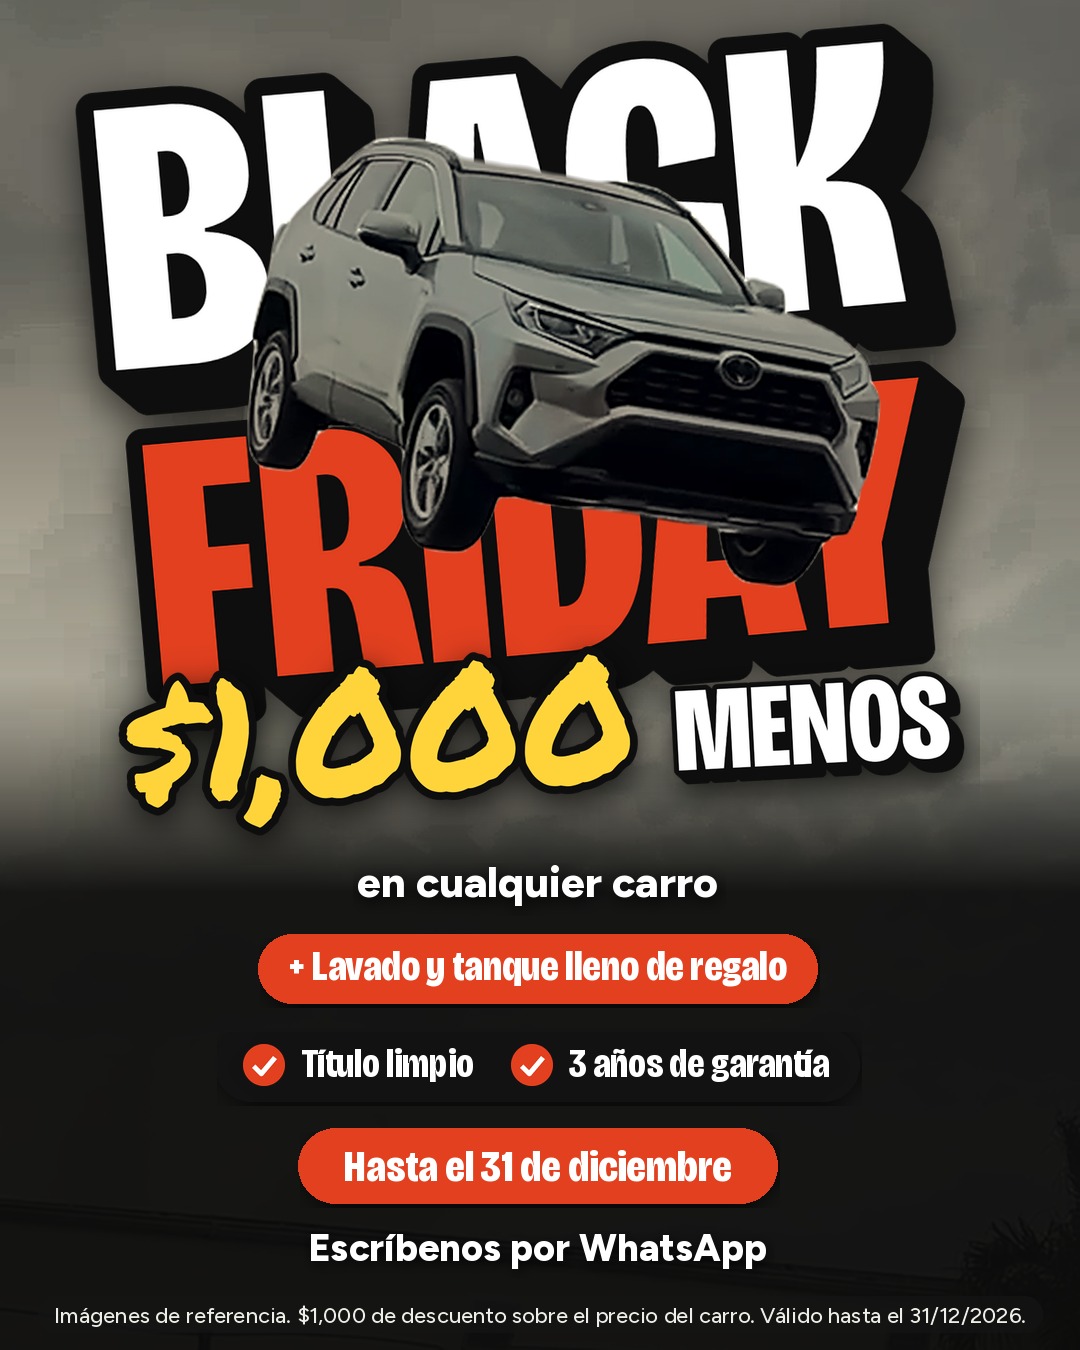 BLACK
FRIDAY
$1,000 MENOS
en cualquier carro
+ Lavado y tanque lleno de regalo
Título limpio 3 años de garantía
Hasta el 31 de diciembre
Escríbenos por WhatsApp
Imágenes de referencia. $1,000 de descuento sobre el precio del carro. Válido hasta el 31/12/2026.